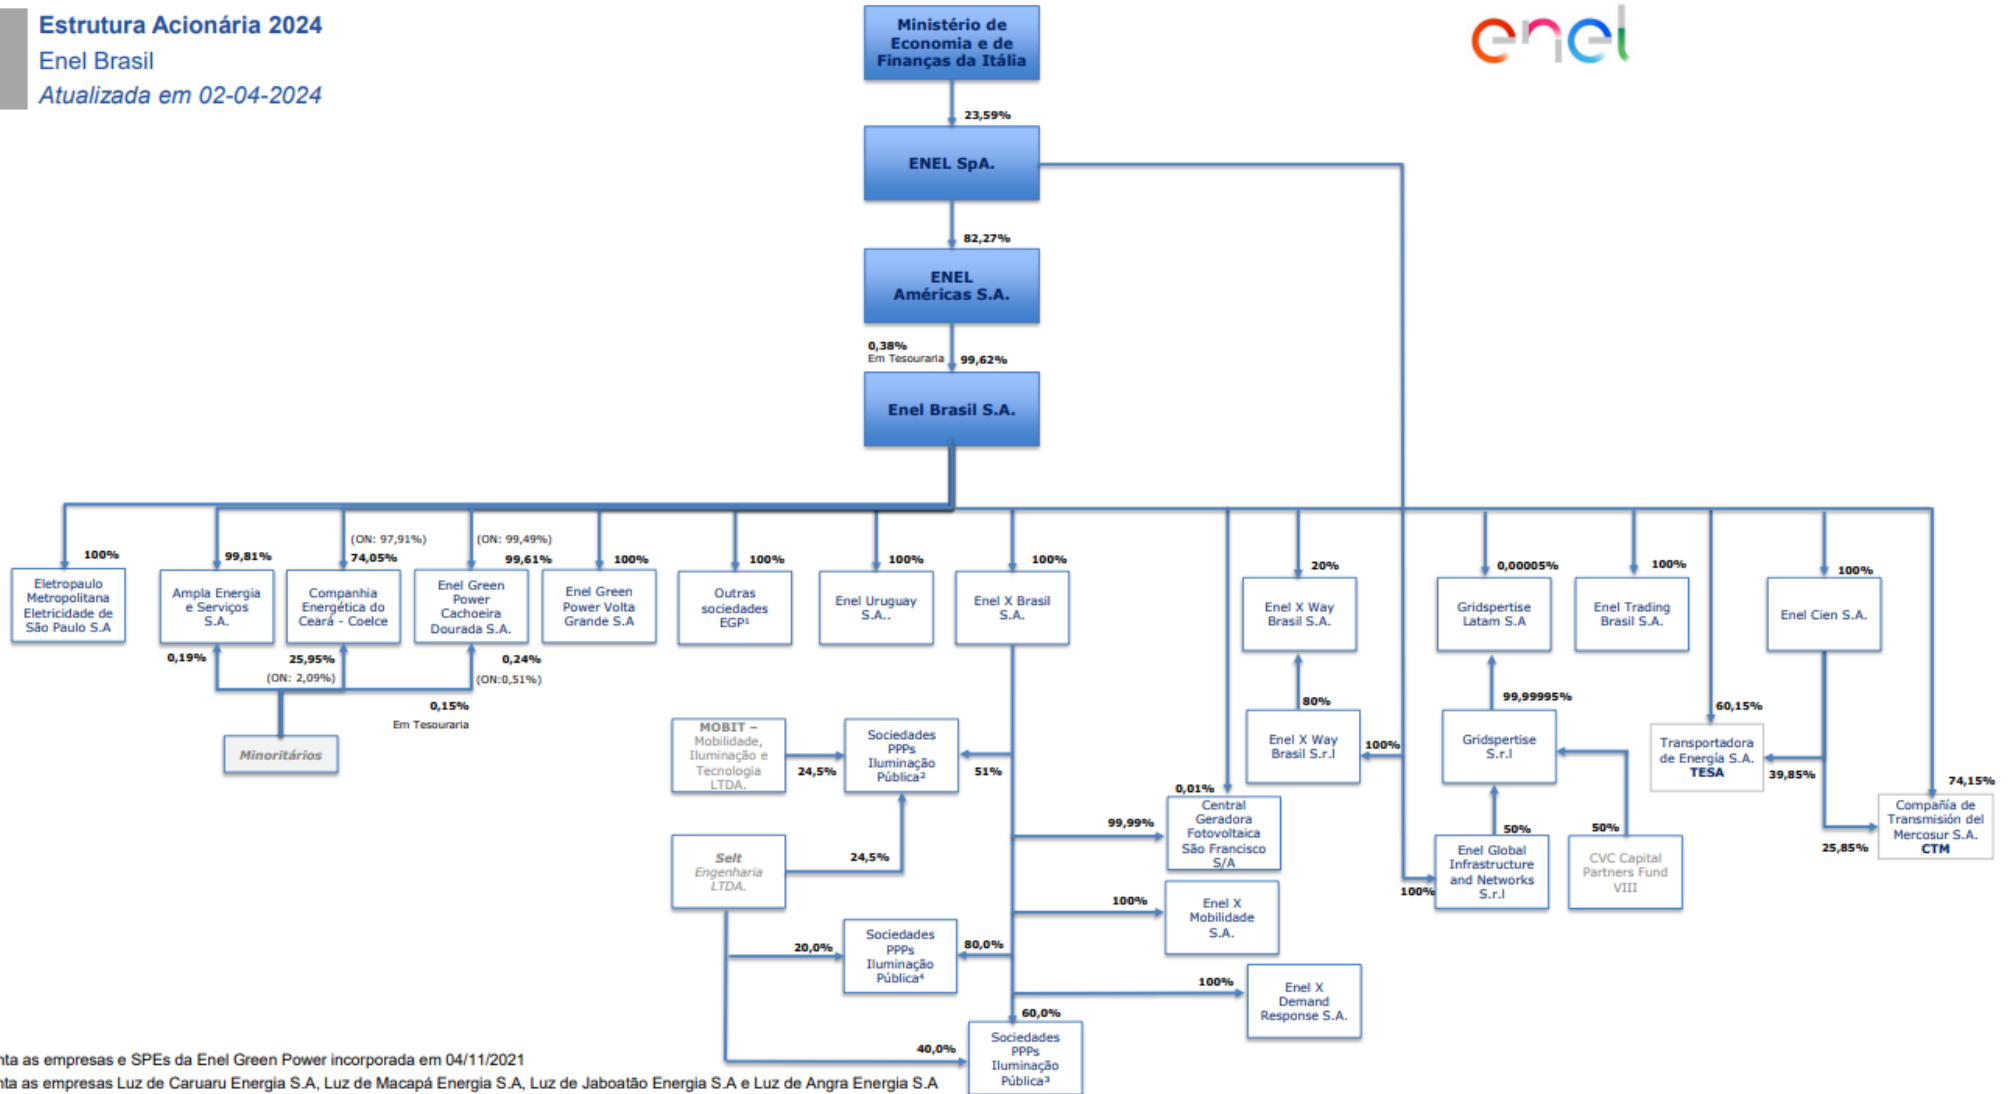 Estrutura Acionária 2024
Enel Brasil
Atualizada em 02-04-2024
enel
Ministério de
Economia e de
Finanças da Itália
23,59%
ENEL SpA.
82,27%
ENEL
Américas S.A.
0,38%
Em Tesouraria
99,62%
Enel Brasil S.A.
100%
Eletropaulo
Metropolitana
Eletricidade de
São Paulo S.A
99,81%
Ampla Energia
e Serviços
S.A.
0,19%
(ON: 97,91%)
74,05%
Companhia
Energética do
Ceará - Coelce
25,95%
(ON: 2,09%)
(ON: 99,49%)
99,61%
Enel Green
Power
Cachoeira
Dourada S.A.
0,24%
(ON:0,51%)
0,15%
Em Tesouraria
Minoritários
100%
Enel Green
Power Volta
Grande S.A
100%
Outras
sociedades
EGP¹
100%
Enel Uruguay
S.A..
100%
Enel X Brasil
S.A.
20%
Enel X Way
Brasil S.A.
80%
Enel X Way
Brasil S.r.l
100%
0,00005%
Gridspertise
Latam S.A
99,99995%
Gridspertise
S.r.l
50%
Enel Global
Infrastructure
and Networks
S.r.l
100%
50%
CVC Capital
Partners Fund
VIII
100%
Enel Trading
Brasil S.A.
60,15%
Transportadora
de Energía S.A.
TESA
39,85%
100%
Enel Cien S.A.
74,15%
Compañía de
Transmisión del
Mercosur S.A.
CTM
25,85%
MOBIT –
Mobilidade,
Iluminação e
Tecnologia
LTDA.
24,5%
Sociedades
PPPs
Iluminação
Pública²
51%
Selt
Engenharia
LTDA.
24,5%
0,01%
Central
Geradora
Fotovoltaica
São Francisco
S/A
99,99%
100%
Enel X
Mobilidade
S.A.
20,0%
Sociedades
PPPs
Iluminação
Pública⁴
80,0%
100%
Enel X
Demand
Response S.A.
60,0%
40,0%
Sociedades
PPPs
Iluminação
Pública³
nta as empresas e SPEs da Enel Green Power incorporada em 04/11/2021
nta as empresas Luz de Caruaru Energia S.A, Luz de Macapá Energia S.A, Luz de Jaboatão Energia S.A e Luz de Angra Energia S.A